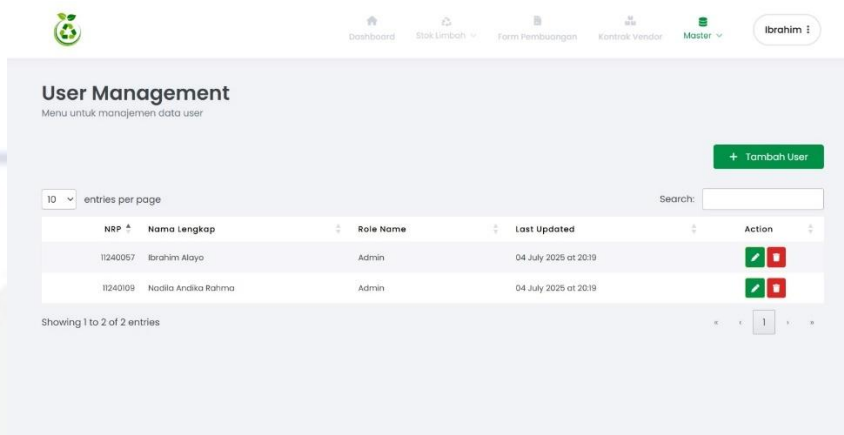 Dashboard Stok Limbah Form Pembuangan Kontrak Vendor Master Ibrahim
User Management
Menu untuk manajemen data user
+ Tambah User
10 entries per page Search:
NRP Nama Lengkap Role Name Last Updated Action
11240057 Ibrahim Alayo Admin 04 July 2025 at 20:19
11240109 Nadila Andika Rahma Admin 04 July 2025 at 20:19
Showing 1 to 2 of 2 entries « ‹ 1 › »